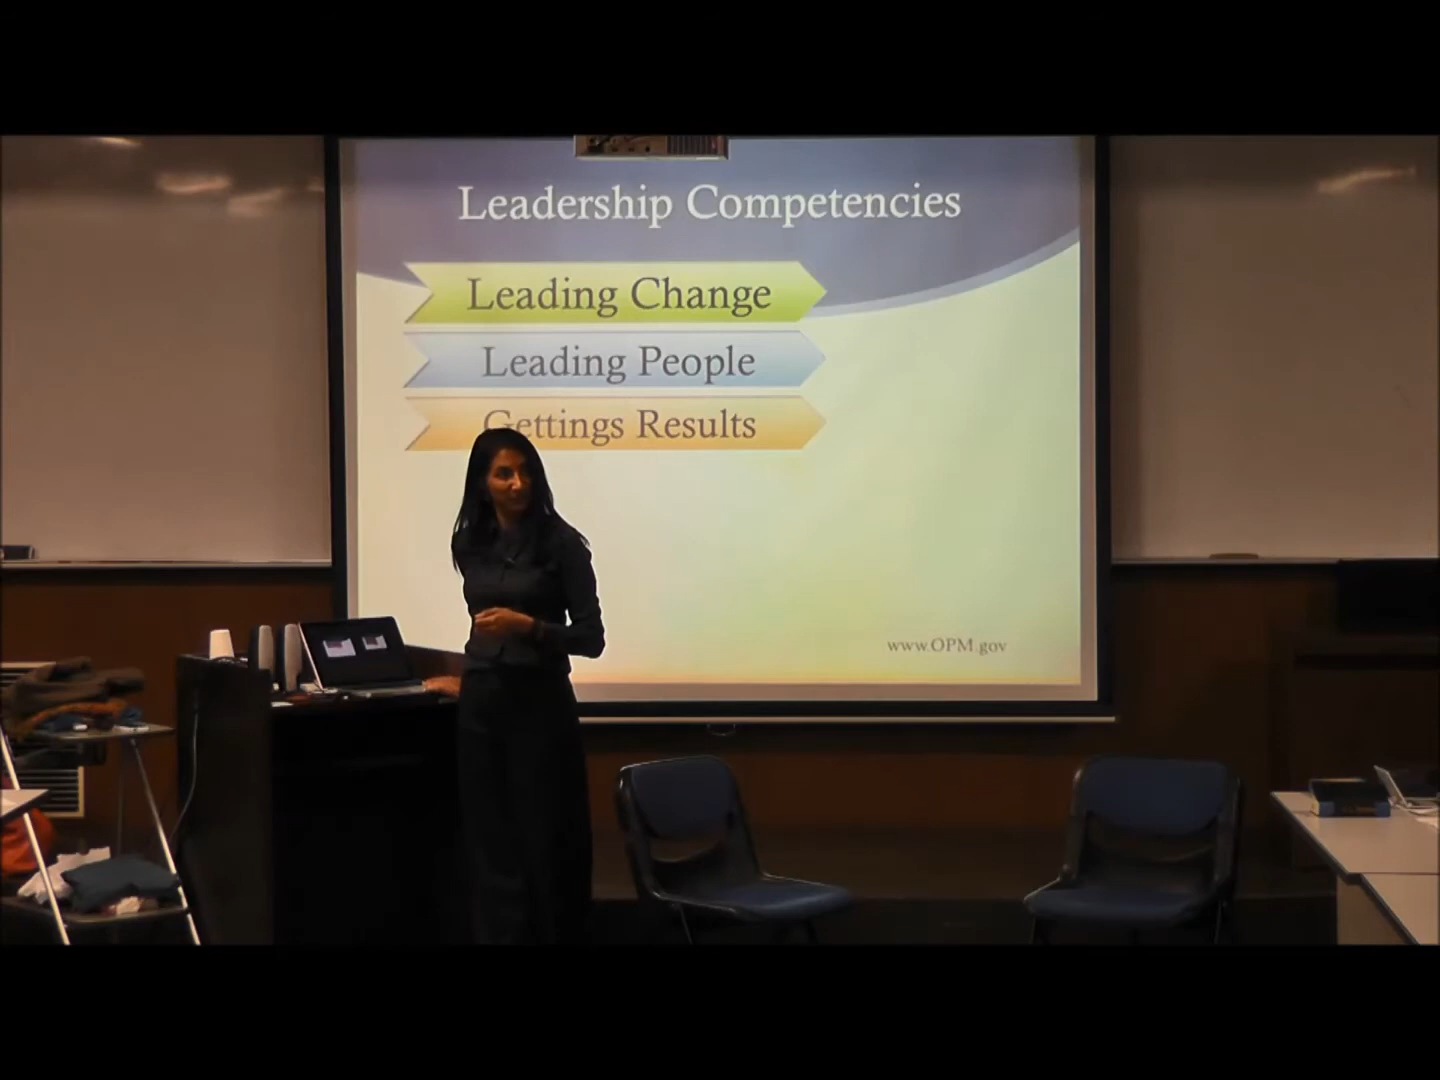 Leadership Competencies
Leading Change
Leading People
Gettings Results
www.OPM.gov